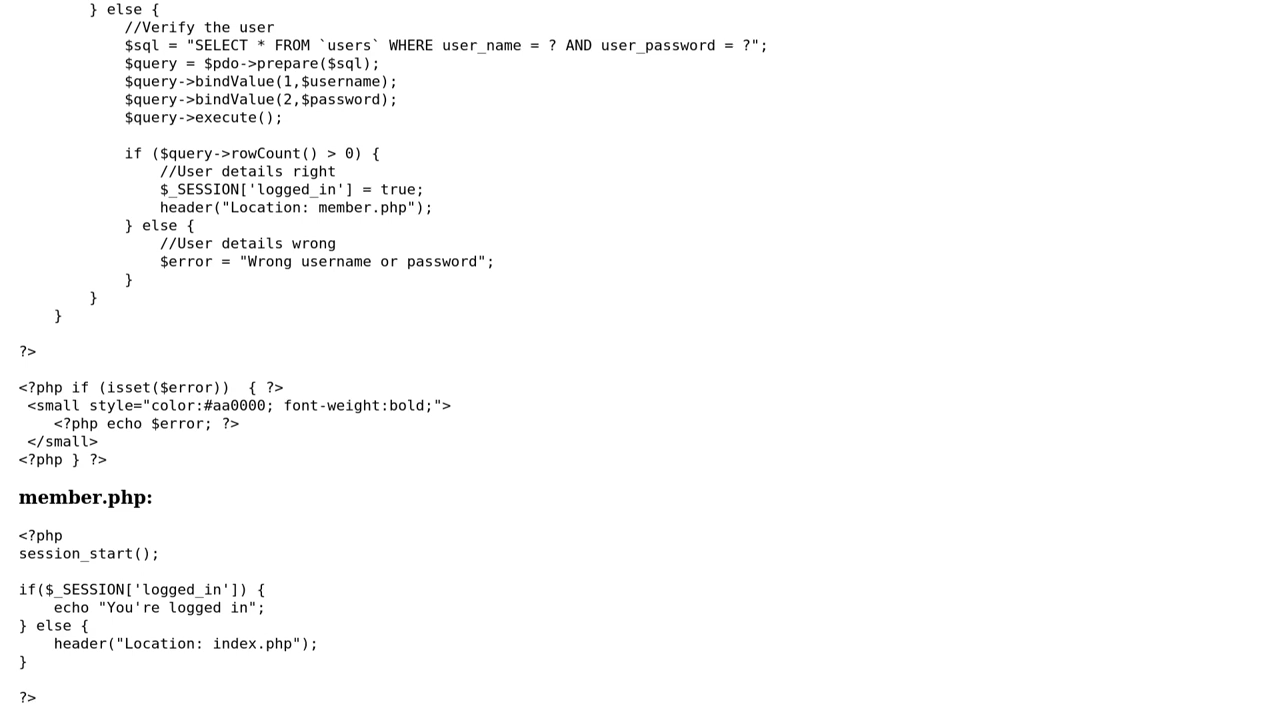 } else {
            //Verify the user
            $sql = "SELECT * FROM `users` WHERE user_name = ? AND user_password = ?";
            $query = $pdo->prepare($sql);
            $query->bindValue(1,$username);
            $query->bindValue(2,$password);
            $query->execute();

            if ($query->rowCount() > 0) {
                //User details right
                $_SESSION['logged_in'] = true;
                header("Location: member.php");
            } else {
                //User details wrong
                $error = "Wrong username or password";
            }
        }
    }

?>

<?php if (isset($error))  { ?>
 <small style="color:#aa0000; font-weight:bold;">
    <?php echo $error; ?>
 </small>
<?php } ?>

member.php:

<?php
session_start();

if($_SESSION['logged_in']) {
    echo "You're logged in";
} else {
    header("Location: index.php");
}

?>